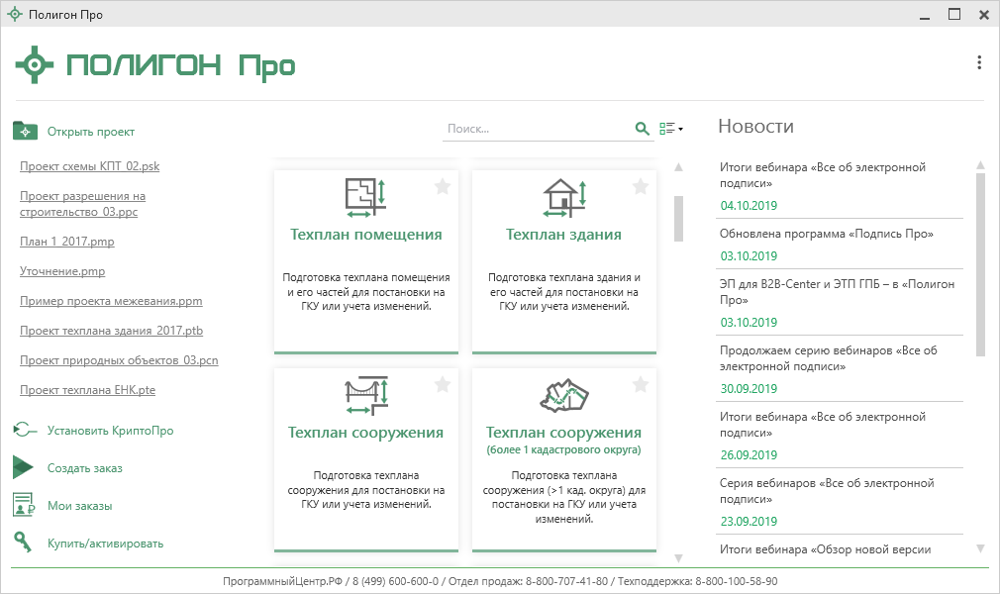 Полигон Про
ПОЛИГОН Про
Открыть проект
Проект схемы КПТ_02.psk
Проект разрешения на
строительство_03.ppc
План 1_2017.pmp
Уточнение.pmp
Пример проекта межевания.ppm
Проект техплана здания_2017.ptb
Проект природных объектов_03.pcn
Проект техплана ЕНК.pte
Установить КриптоПро
Создать заказ
Мои заказы
Купить/активировать
Поиск...
Техплан помещения
Подготовка техплана помещения
и его частей для постановки на
ГКУ или учета изменений.
Техплан здания
Подготовка техплана здания и
его частей для постановки на
ГКУ или учета изменений.
Техплан сооружения
Подготовка техплана
сооружения для постановки на
ГКУ или учета изменений.
Техплан сооружения
(более 1 кадастрового округа)
Подготовка техплана
сооружения (>1 кад. округа) для
постановки на ГКУ или учета
изменений.
Новости
Итоги вебинара «Все об электронной
подписи»
04.10.2019
Обновлена программа «Подпись Про»
03.10.2019
ЭП для B2B-Center и ЭТП ГПБ – в «Полигон
Про»
03.10.2019
Продолжаем серию вебинаров «Все об
электронной подписи»
30.09.2019
Итоги вебинара «Все об электронной
подписи»
26.09.2019
Серия вебинаров «Все об электронной
подписи»
23.09.2019
Итоги вебинара «Обзор новой версии
ПрограммныйЦентр.РФ / 8 (499) 600-600-0 / Отдел продаж: 8-800-707-41-80 / Техподдержка: 8-800-100-58-90